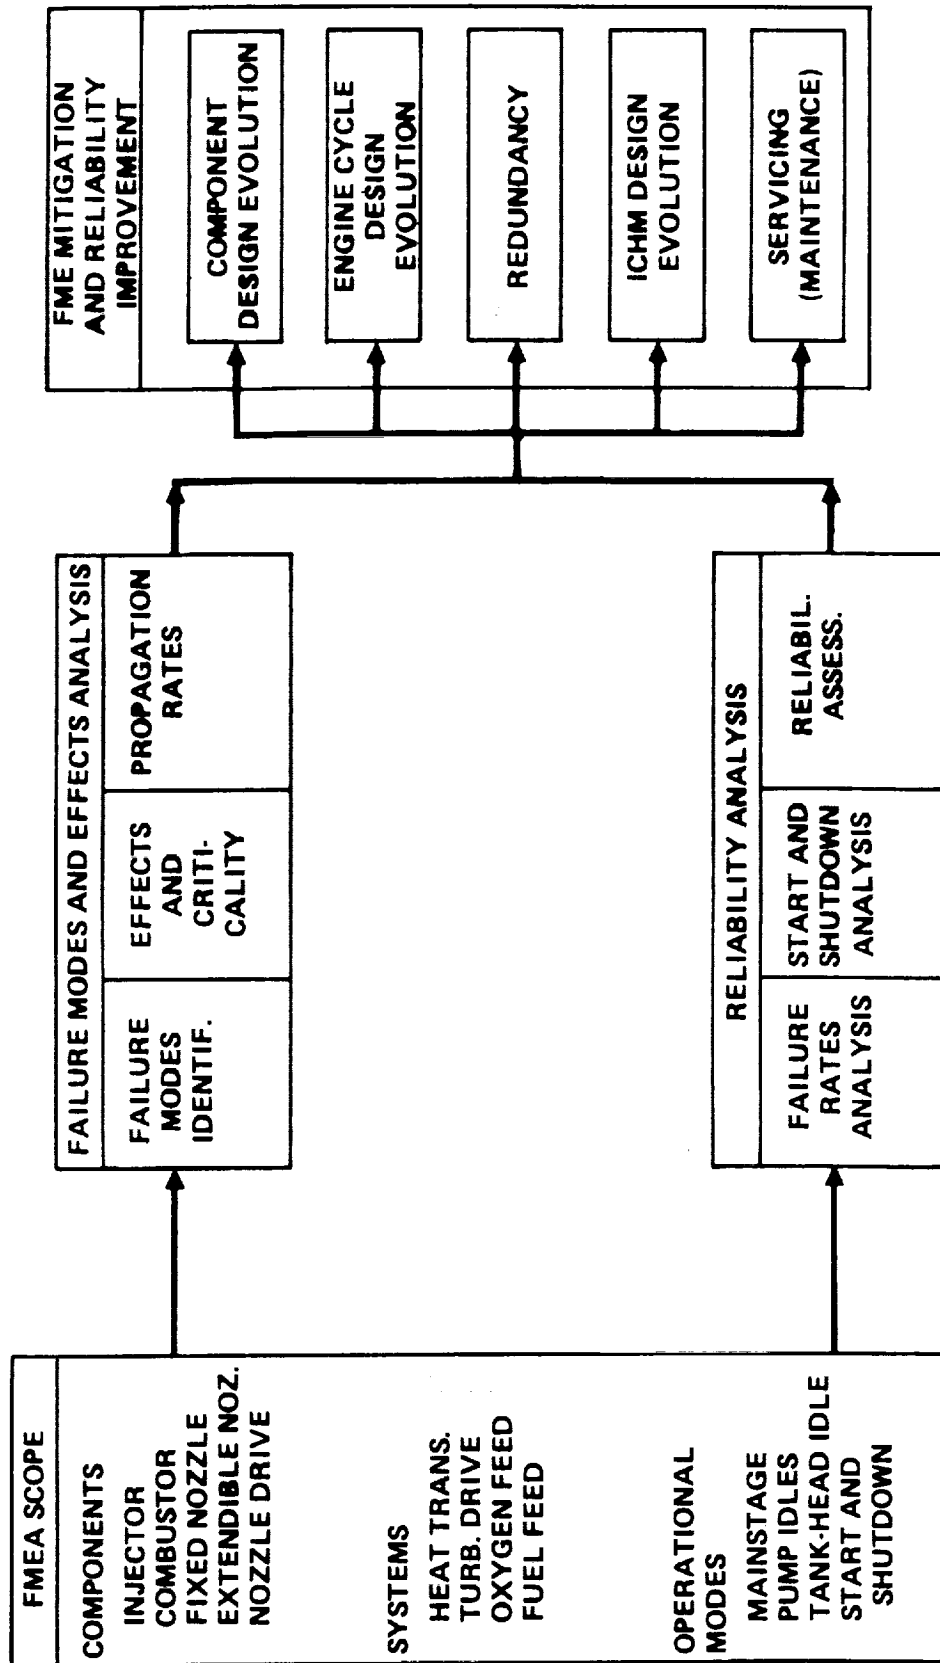 FMEA SCOPE
COMPONENTS
INJECTOR
COMBUSTOR
FIXED NOZZLE
EXTENDIBLE NOZ.
NOZZLE DRIVE
SYSTEMS
HEAT TRANS.
TURB. DRIVE
OXYGEN FEED
FUEL FEED
OPERATIONAL
MODES
MAINSTAGE
PUMP IDLES
TANK-HEAD IDLE
START AND
SHUTDOWN
FAILURE MODES AND EFFECTS ANALYSIS
FAILURE
MODES
IDENTIF.
EFFECTS
AND
CRITI-
CALITY
PROPAGATION
RATES
RELIABILITY ANALYSIS
FAILURE
RATES
ANALYSIS
START AND
SHUTDOWN
ANALYSIS
RELIABIL.
ASSESS.
FME MITIGATION
AND RELIABILITY
IMPROVEMENT
COMPONENT
DESIGN EVOLUTION
ENGINE CYCLE
DESIGN
EVOLUTION
REDUNDANCY
ICHM DESIGN
EVOLUTION
SERVICING
(MAINTENANCE)